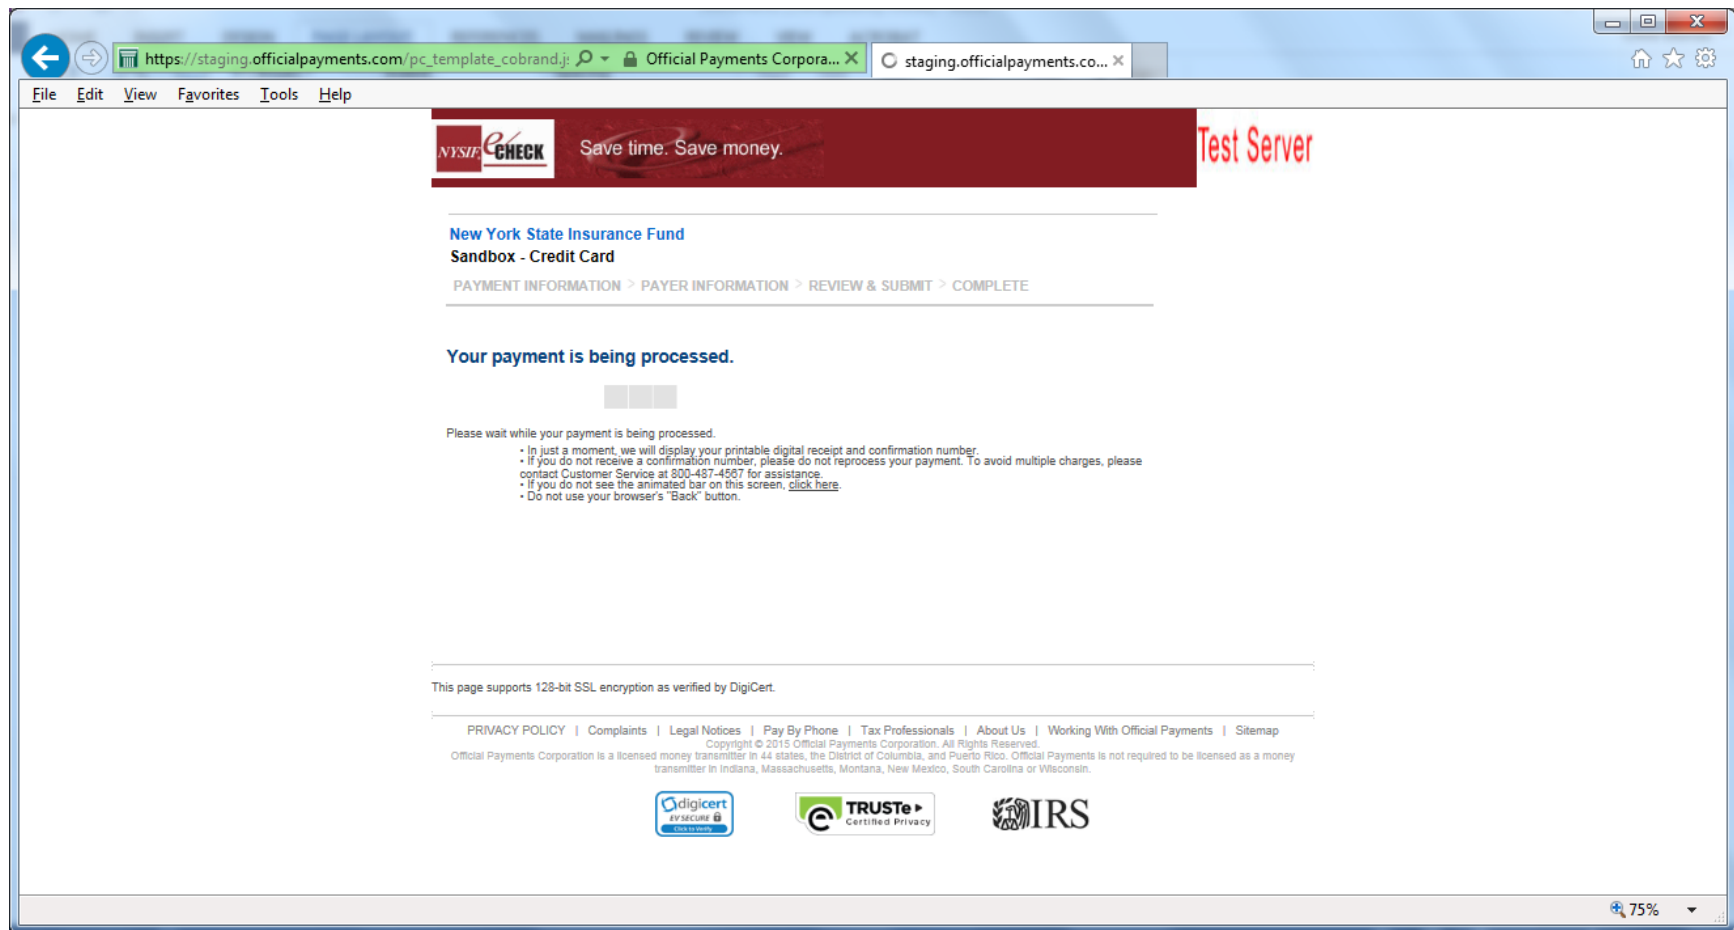 https://staging.officialpayments.com/pc_template_cobrand.j
Official Payments Corpora...
staging.officialpayments.co...
File Edit View Favorites Tools Help
NYSIF eCHECK Save time. Save money.
Test Server
New York State Insurance Fund
Sandbox - Credit Card
PAYMENT INFORMATION > PAYER INFORMATION > REVIEW & SUBMIT > COMPLETE
Your payment is being processed.
Please wait while your payment is being processed.
• In just a moment, we will display your printable digital receipt and confirmation number.
• If you do not receive a confirmation number, please do not reprocess your payment. To avoid multiple charges, please
contact Customer Service at 800-487-4567 for assistance.
• If you do not see the animated bar on this screen, click here.
• Do not use your browser's "Back" button.
This page supports 128-bit SSL encryption as verified by DigiCert.
PRIVACY POLICY | Complaints | Legal Notices | Pay By Phone | Tax Professionals | About Us | Working With Official Payments | Sitemap
Copyright © 2015 Official Payments Corporation. All Rights Reserved.
Official Payments Corporation is a licensed money transmitter in 44 states, the District of Columbia, and Puerto Rico. Official Payments is not required to be licensed as a money
transmitter in Indiana, Massachusetts, Montana, New Mexico, South Carolina or Wisconsin.
digicert
EV SECURE
Click to Verify
TRUSTe
Certified Privacy
IRS
75%